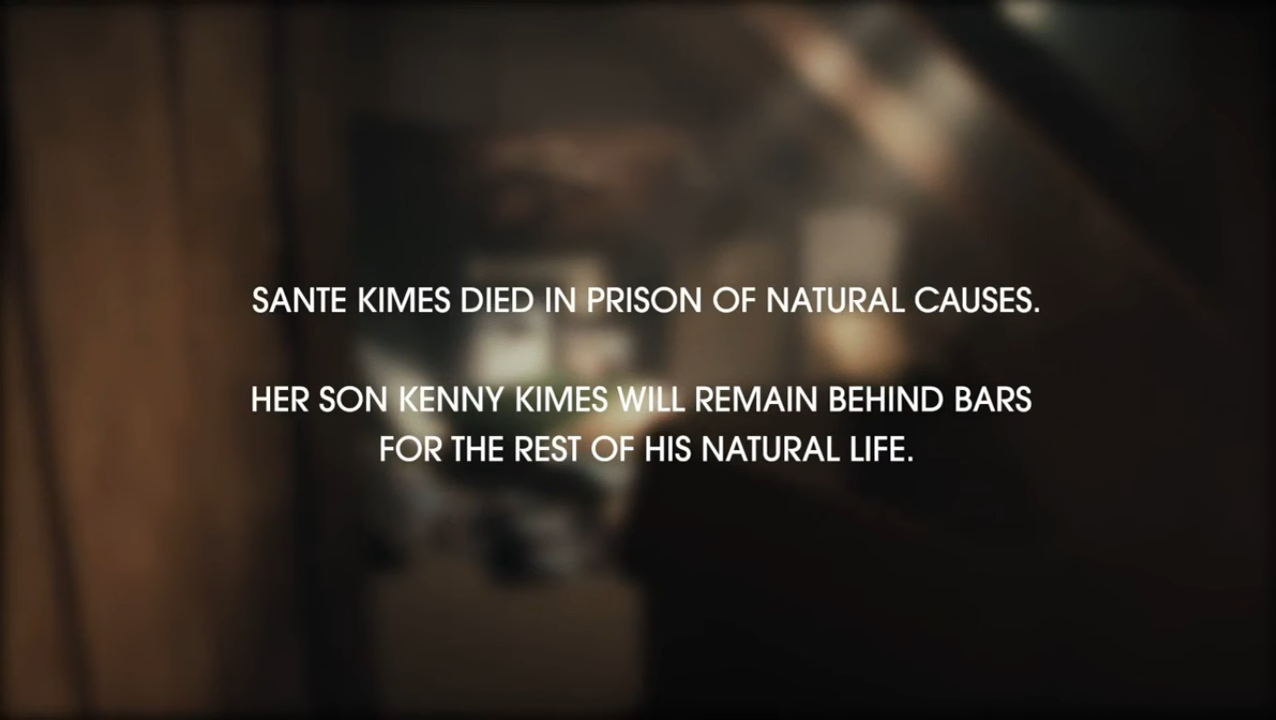 SANTE KIMES DIED IN PRISON OF NATURAL CAUSES.
HER SON KENNY KIMES WILL REMAIN BEHIND BARS
FOR THE REST OF HIS NATURAL LIFE.